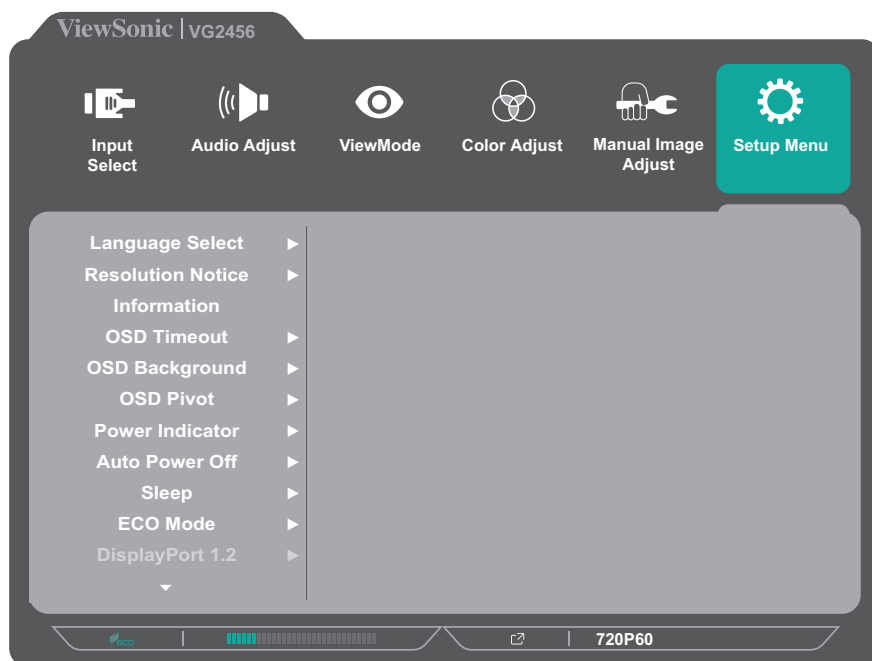 ViewSonic | VG2456
Input Select
Audio Adjust
ViewMode
Color Adjust
Manual Image Adjust
Setup Menu
Language Select
Resolution Notice
Information
OSD Timeout
OSD Background
OSD Pivot
Power Indicator
Auto Power Off
Sleep
ECO Mode
DisplayPort 1.2
eco
720P60